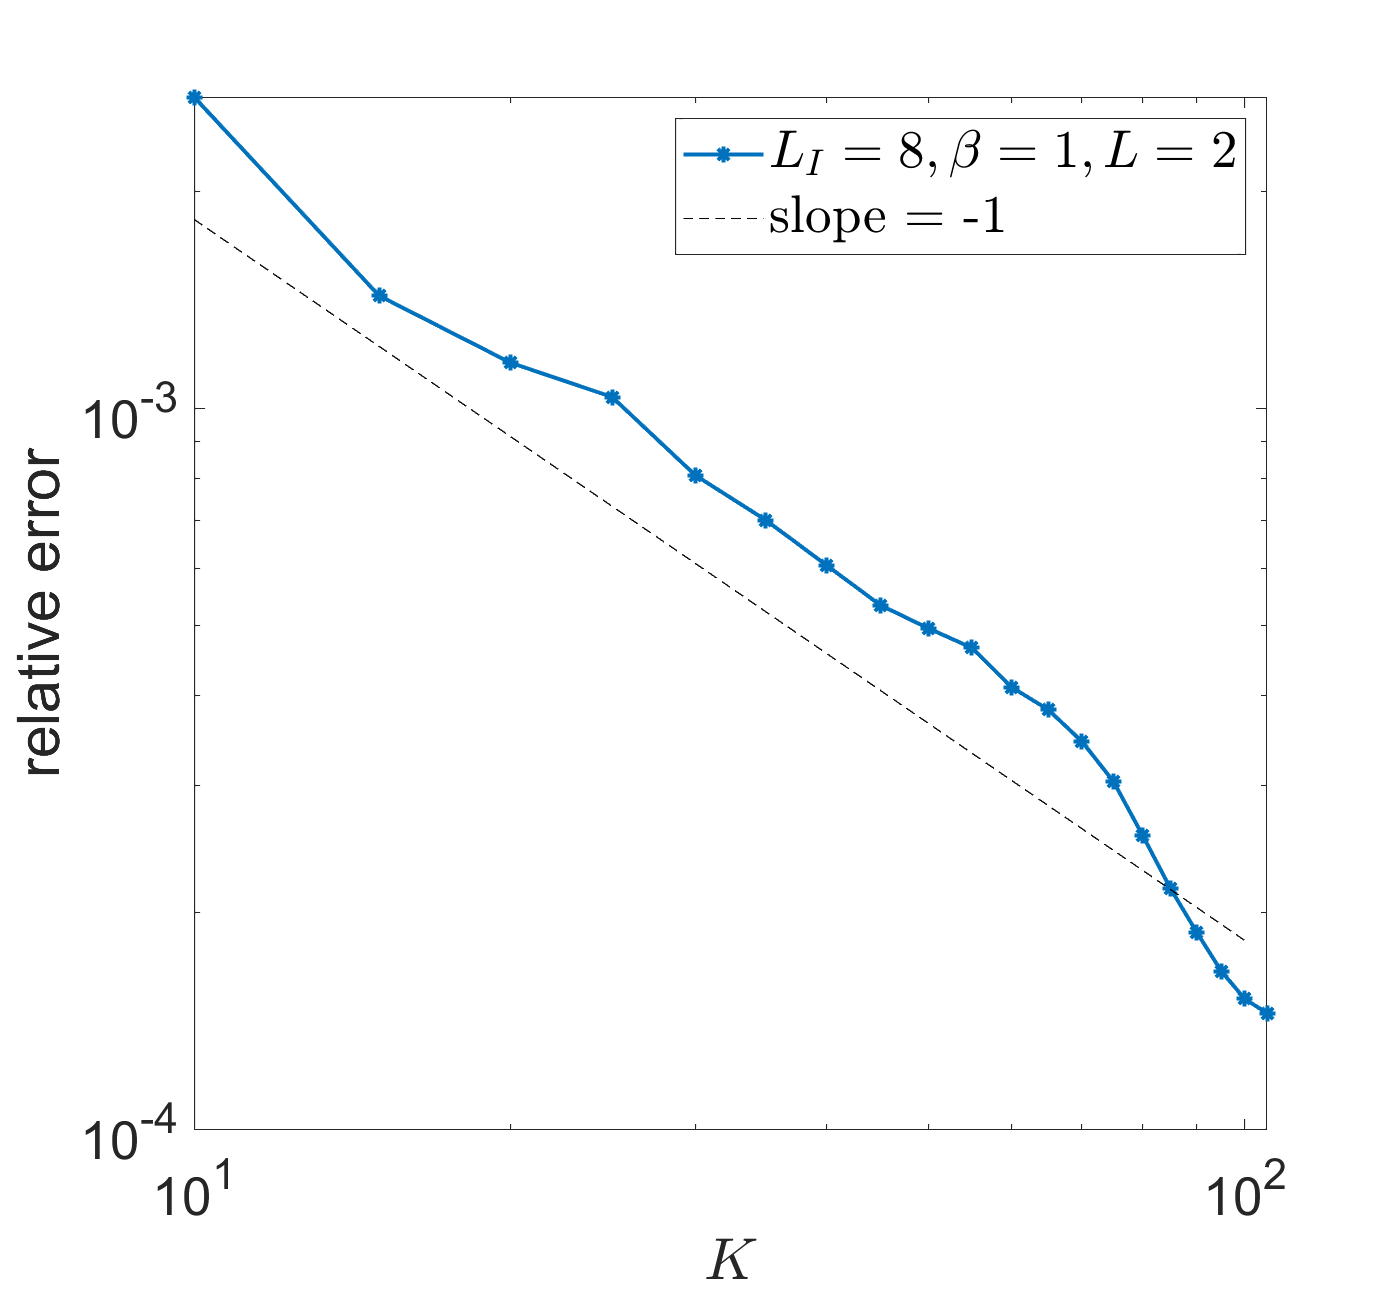 L_I = 8, β = 1, L = 2
slope = -1
10^-3
relative error
10^-4
10^1
10^2
K